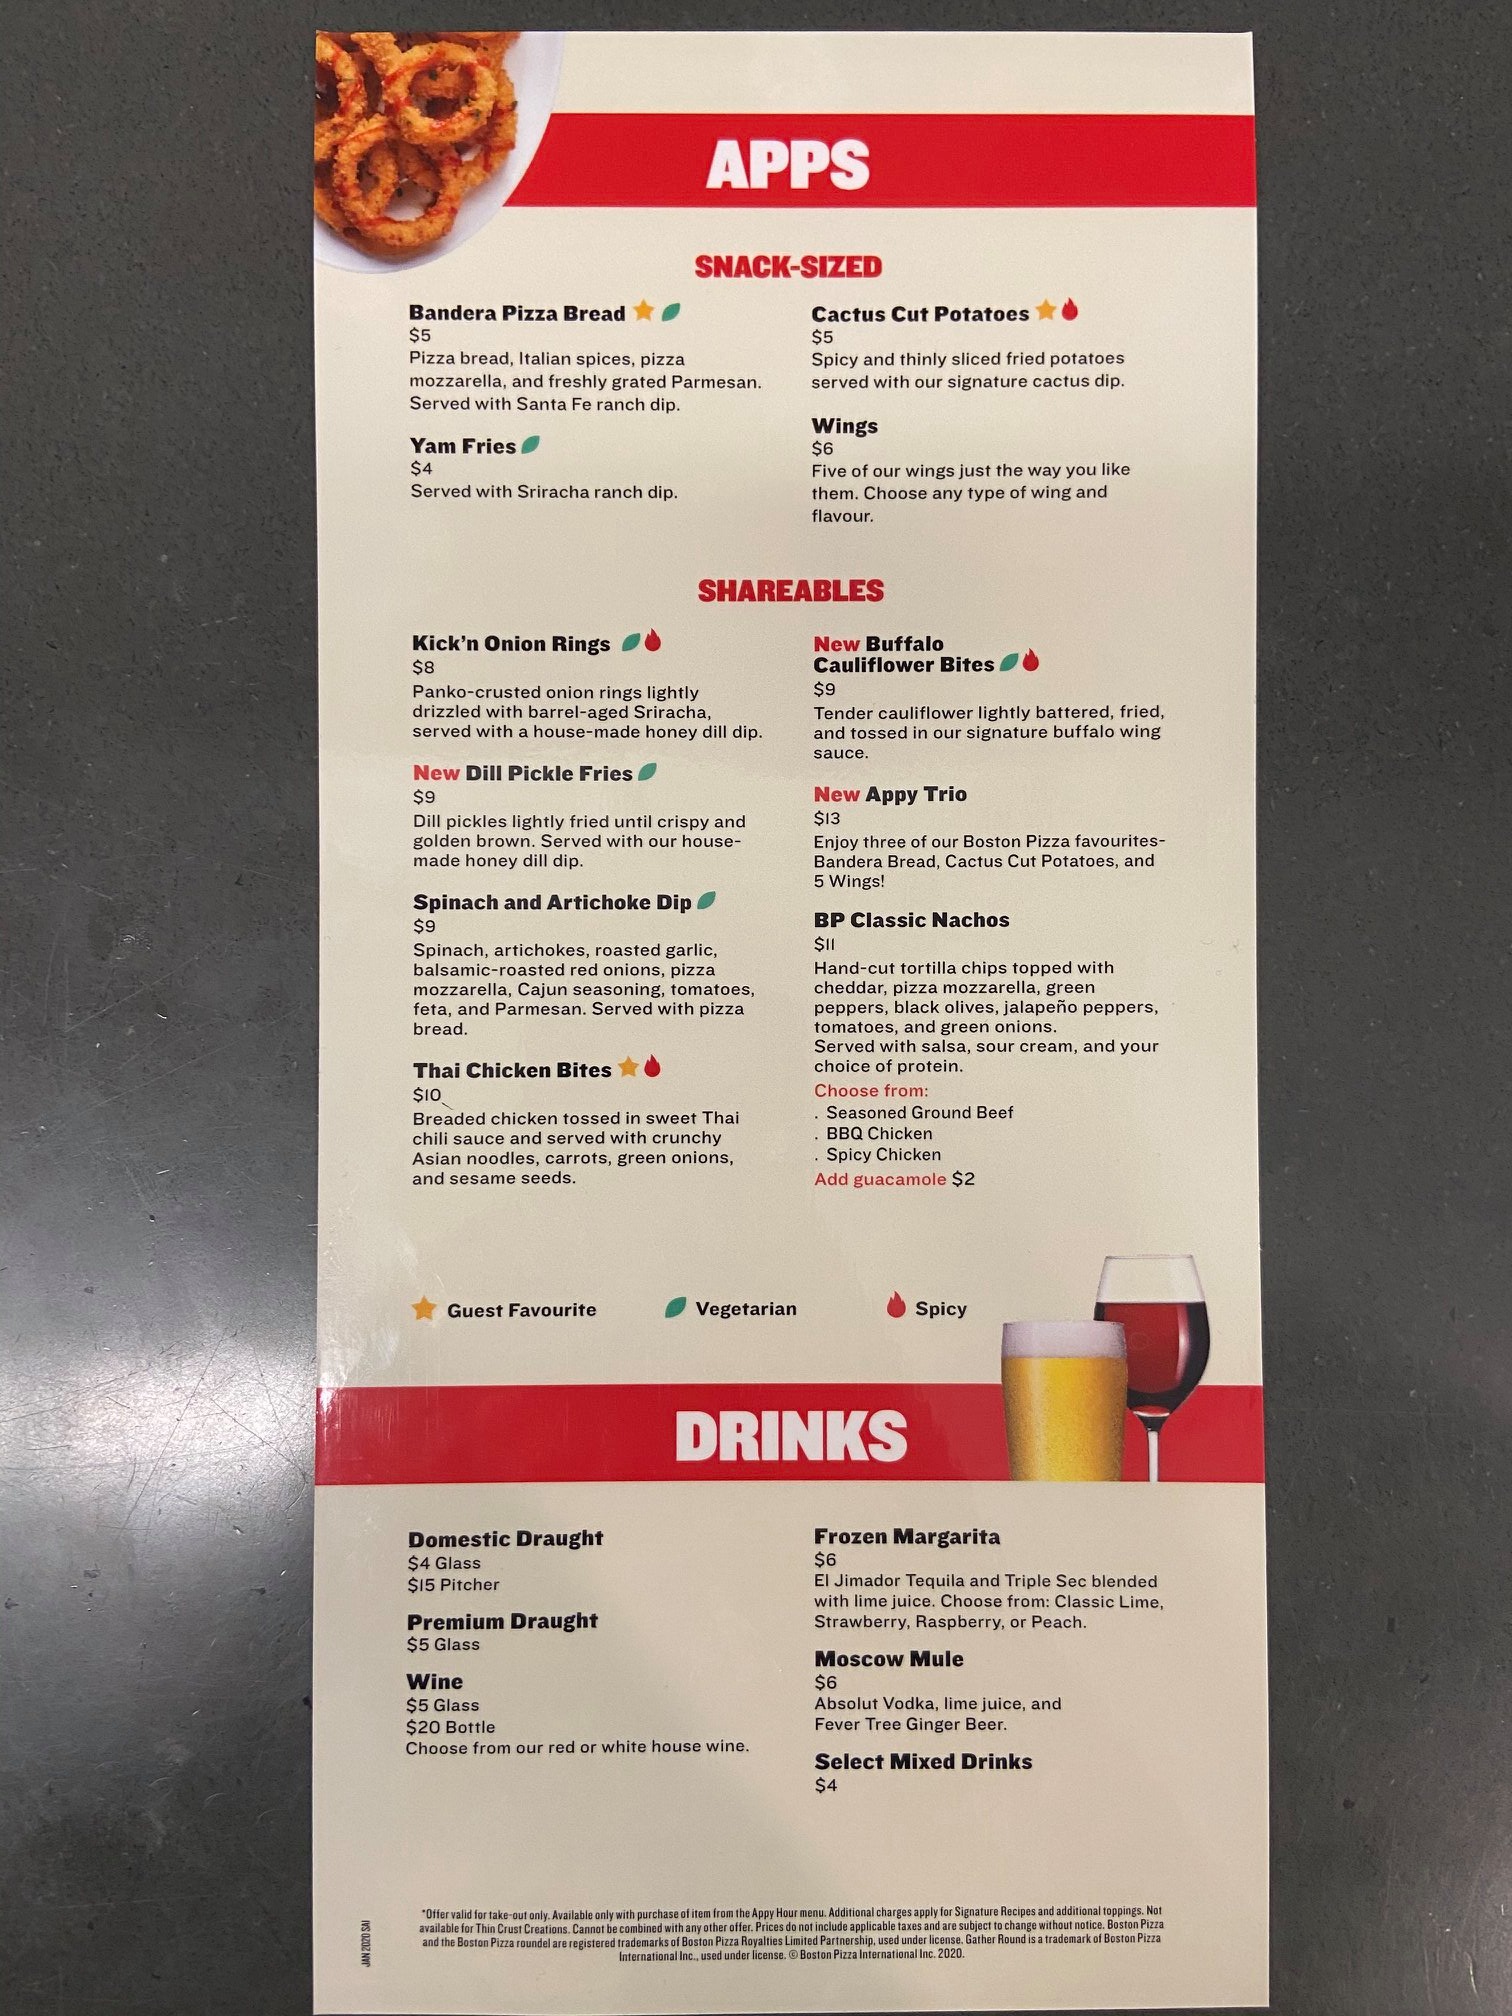 APPS
SNACK-SIZED
Bandera Pizza Bread
$5
Pizza bread, Italian spices, pizza
mozzarella, and freshly grated Parmesan.
Served with Santa Fe ranch dip.
Yam Fries
$4
Served with Sriracha ranch dip.
Cactus Cut Potatoes
$5
Spicy and thinly sliced fried potatoes
served with our signature cactus dip.
Wings
$6
Five of our wings just the way you like
them. Choose any type of wing and
flavour.
SHAREABLES
Kick'n Onion Rings
$8
Panko-crusted onion rings lightly
drizzled with barrel-aged Sriracha,
served with a house-made honey dill dip.
New Dill Pickle Fries
$9
Dill pickles lightly fried until crispy and
golden brown. Served with our house-
made honey dill dip.
Spinach and Artichoke Dip
$9
Spinach, artichokes, roasted garlic,
balsamic-roasted red onions, pizza
mozzarella, Cajun seasoning, tomatoes,
feta, and Parmesan. Served with pizza
bread.
Thai Chicken Bites
$10
Breaded chicken tossed in sweet Thai
chili sauce and served with crunchy
Asian noodles, carrots, green onions,
and sesame seeds.
New Buffalo
Cauliflower Bites
$9
Tender cauliflower lightly battered, fried,
and tossed in our signature buffalo wing
sauce.
New Appy Trio
$13
Enjoy three of our Boston Pizza favourites-
Bandera Bread, Cactus Cut Potatoes, and
5 Wings!
BP Classic Nachos
$11
Hand-cut tortilla chips topped with
cheddar, pizza mozzarella, green
peppers, black olives, jalapeño peppers,
tomatoes, and green onions.
Served with salsa, sour cream, and your
choice of protein.
Choose from:
. Seasoned Ground Beef
. BBQ Chicken
. Spicy Chicken
Add guacamole $2
Guest Favourite
Vegetarian
Spicy
DRINKS
Domestic Draught
$4 Glass
$15 Pitcher
Premium Draught
$5 Glass
Wine
$5 Glass
$20 Bottle
Choose from our red or white house wine.
Frozen Margarita
$6
El Jimador Tequila and Triple Sec blended
with lime juice. Choose from: Classic Lime,
Strawberry, Raspberry, or Peach.
Moscow Mule
$6
Absolut Vodka, lime juice, and
Fever Tree Ginger Beer.
Select Mixed Drinks
$4
*Offer valid for take-out only. Available only with purchase of item from the Appy Hour menu. Additional charges apply for Signature Recipes and additional toppings. Not
available for Thin Crust Creations. Cannot be combined with any other offer. Prices do not include applicable taxes and are subject to change without notice. Boston Pizza
and the Boston Pizza roundel are registered trademarks of Boston Pizza Royalties Limited Partnership, used under license. Gather Round is a trademark of Boston Pizza
International Inc., used under license. © Boston Pizza International Inc. 2020.
JAN 2020 SAI